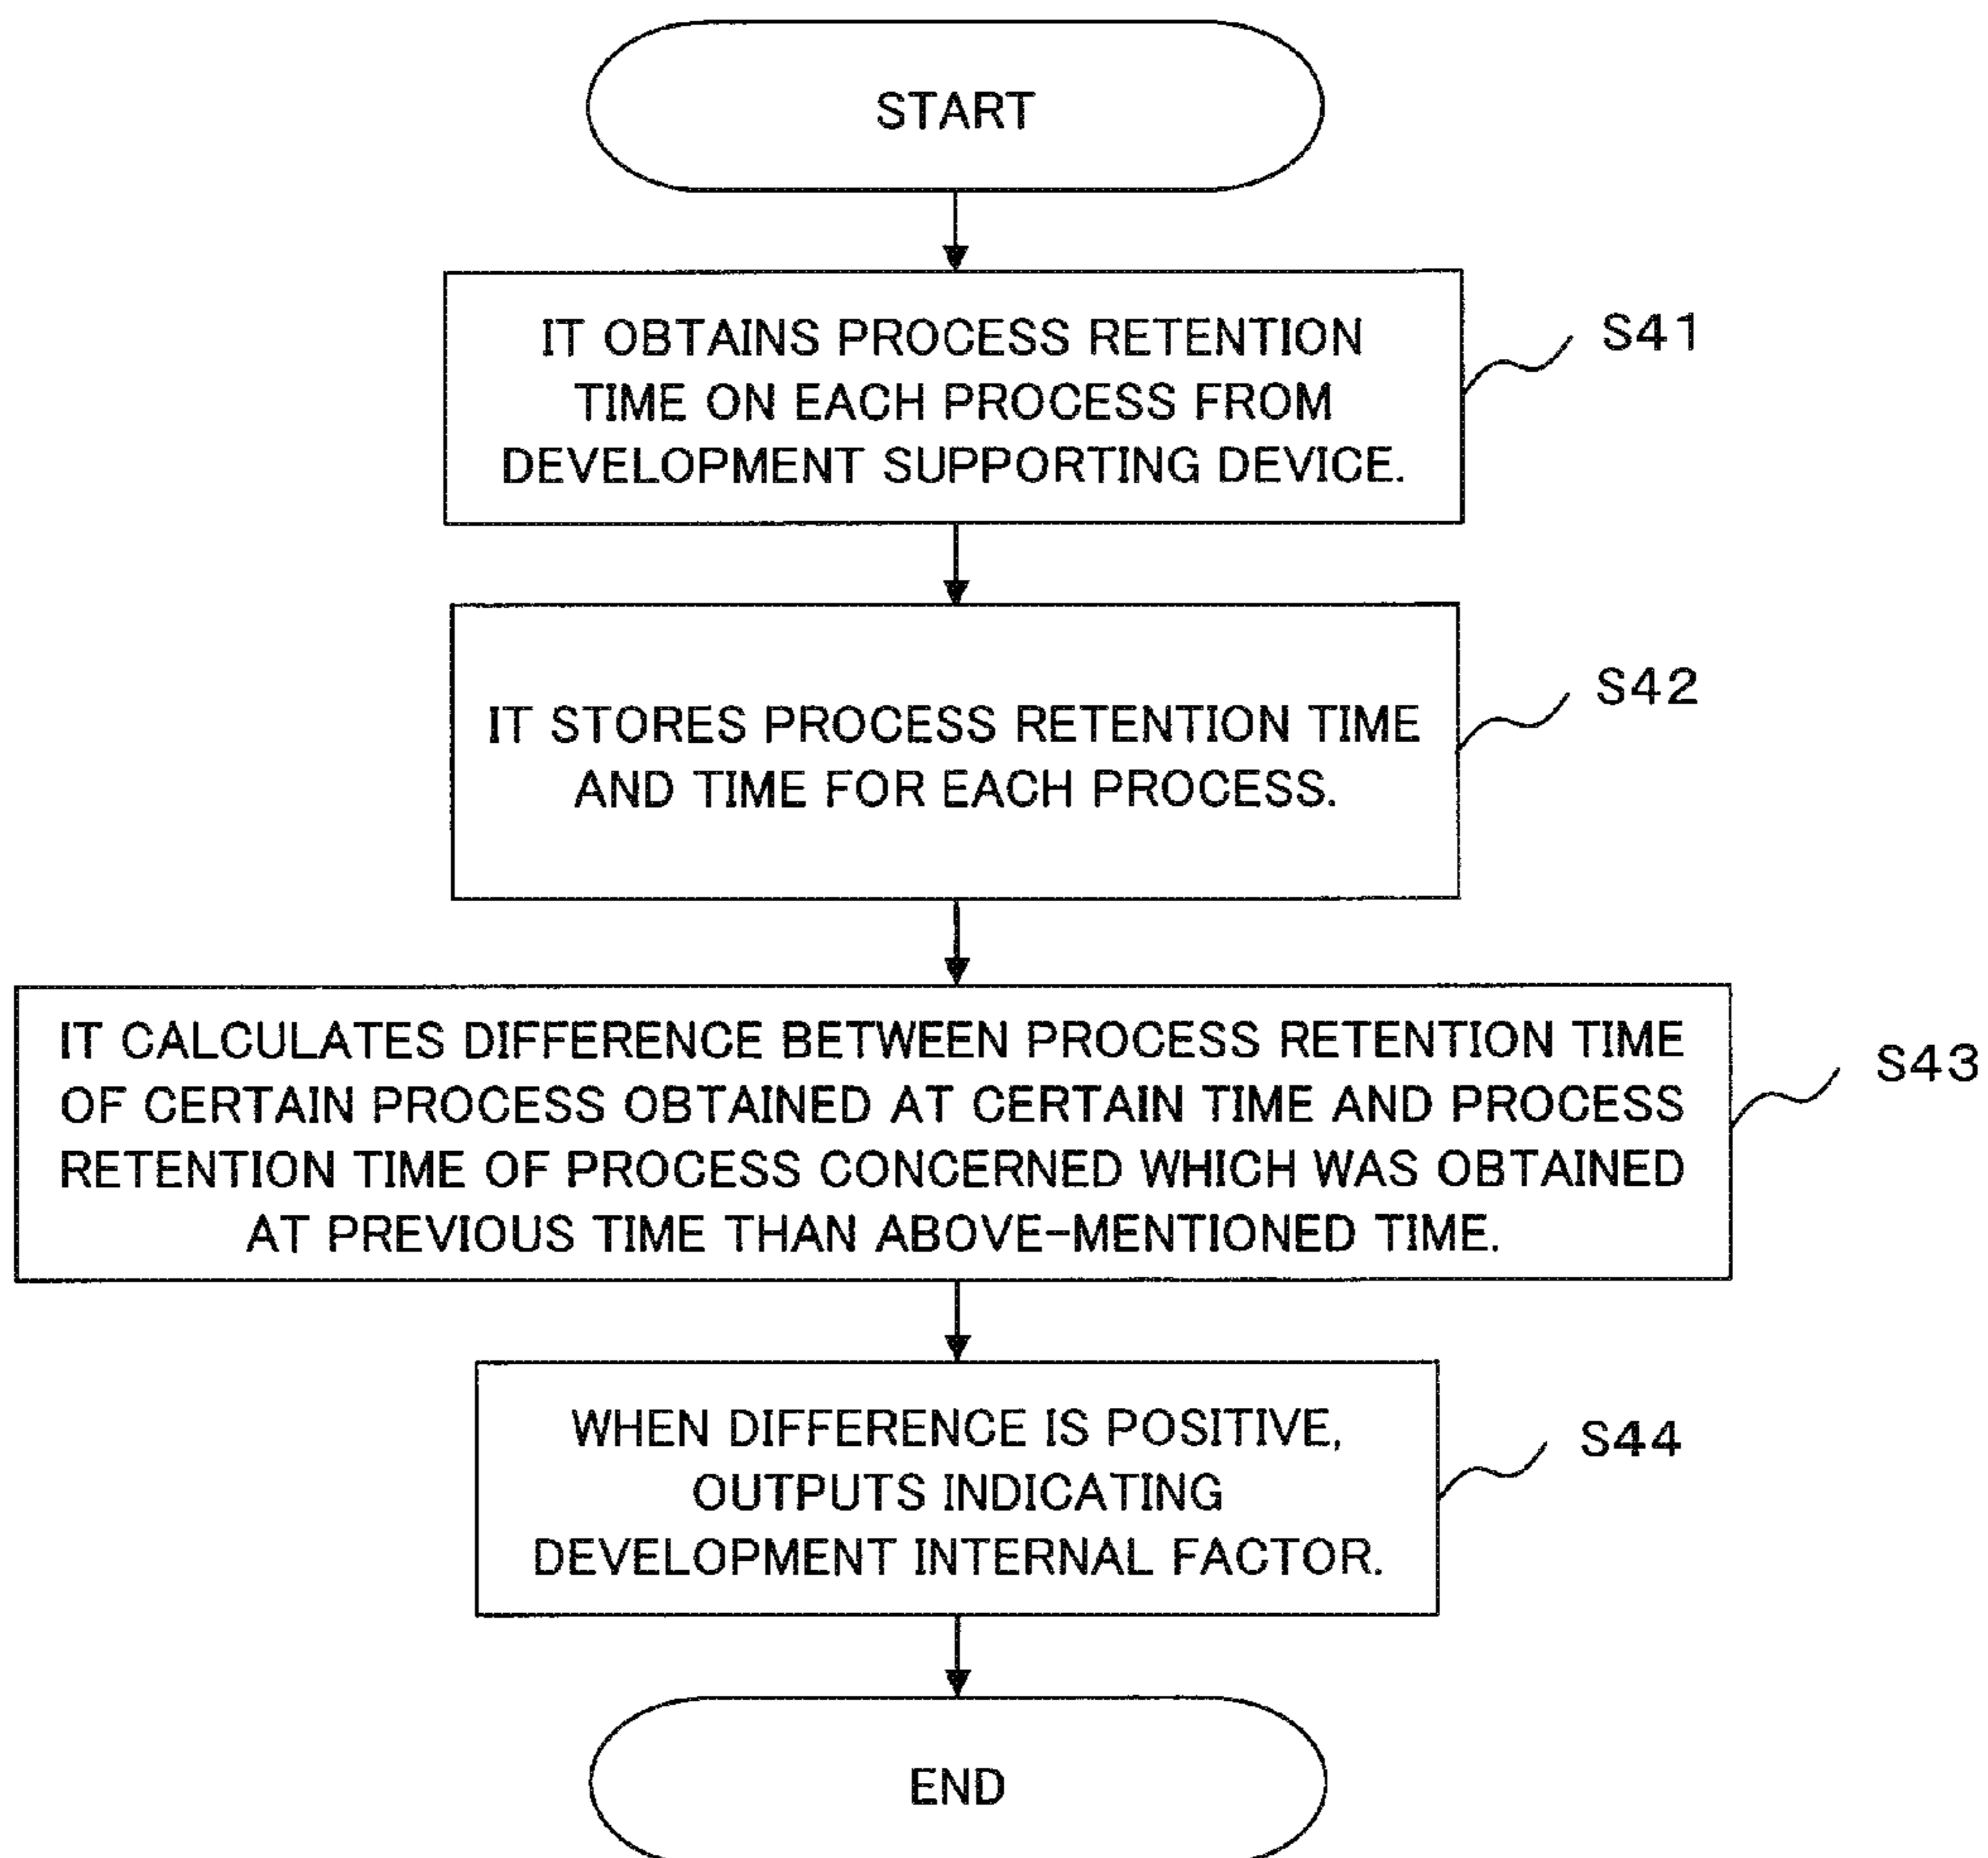 START
IT OBTAINS PROCESS RETENTION
TIME ON EACH PROCESS FROM
DEVELOPMENT SUPPORTING DEVICE.
S41
IT STORES PROCESS RETENTION TIME
AND TIME FOR EACH PROCESS.
S42
IT CALCULATES DIFFERENCE BETWEEN PROCESS RETENTION TIME
OF CERTAIN PROCESS OBTAINED AT CERTAIN TIME AND PROCESS
RETENTION TIME OF PROCESS CONCERNED WHICH WAS OBTAINED
AT PREVIOUS TIME THAN ABOVE-MENTIONED TIME.
S43
WHEN DIFFERENCE IS POSITIVE,
OUTPUTS INDICATING
DEVELOPMENT INTERNAL FACTOR.
S44
END